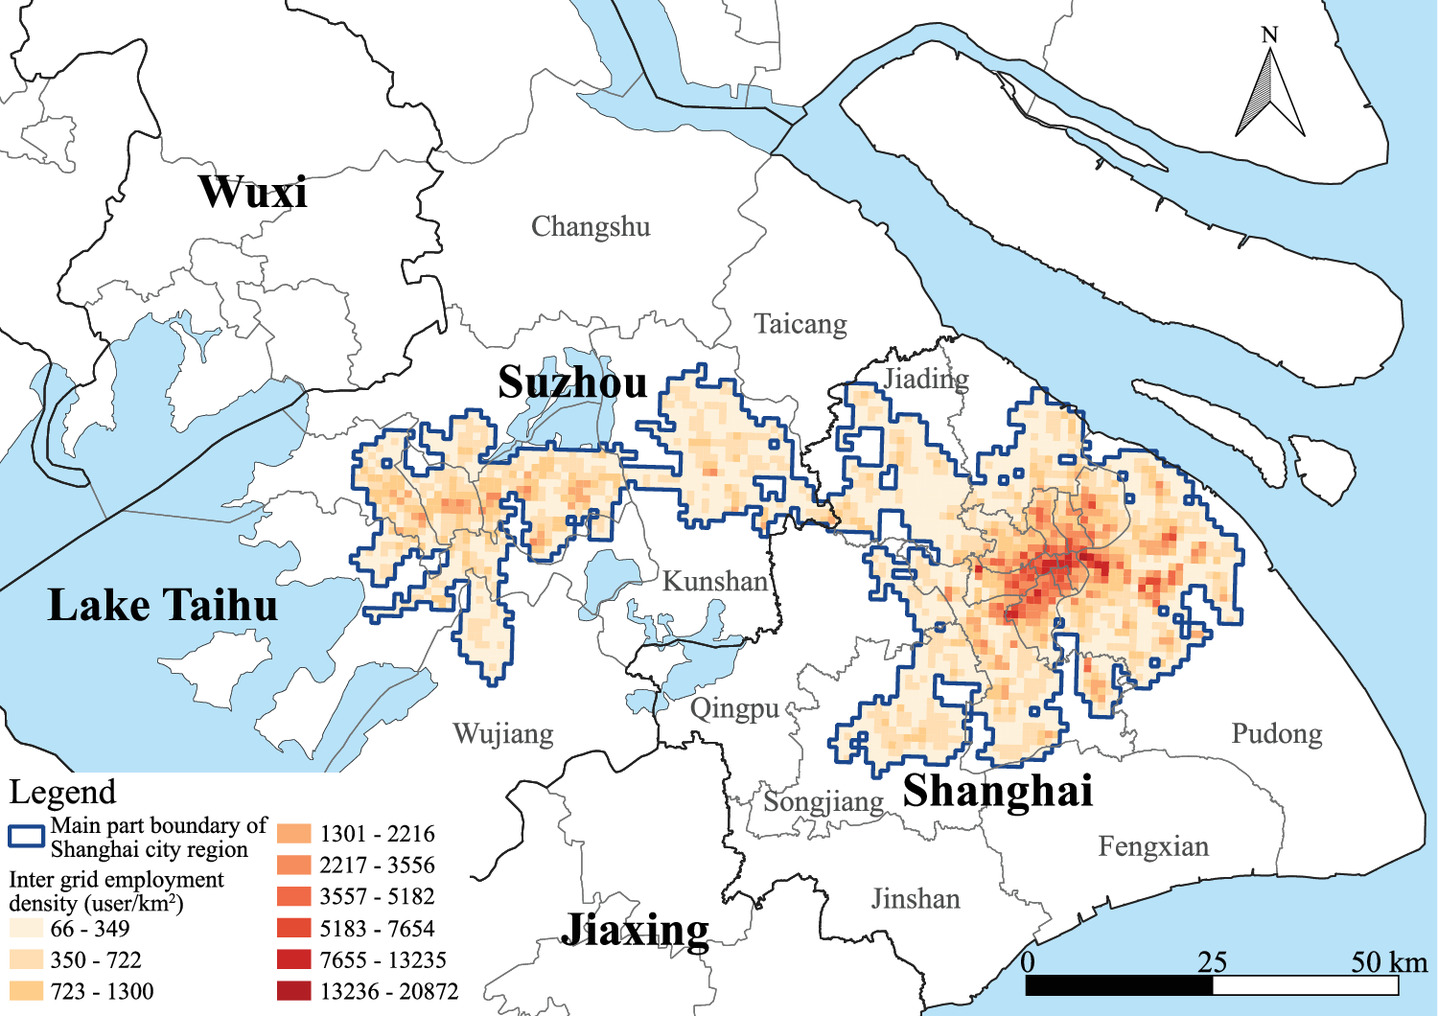 N
Wuxi
Changshu
Taicang
Jiading
Suzhou
Kunshan
Lake Taihu
Qingpu
Wujiang
Pudong
Songjiang
Shanghai
Fengxian
Jinshan
Jiaxing
Legend
Main part boundary of
Shanghai city region
Inter grid employment
density (user/km²)
66 - 349
350 - 722
723 - 1300
1301 - 2216
2217 - 3556
3557 - 5182
5183 - 7654
7655 - 13235
13236 - 20872
0 25 50 km